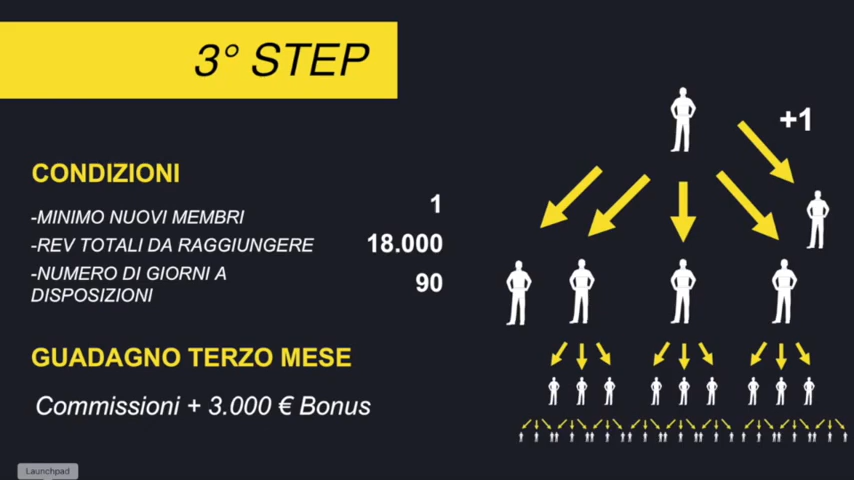 3° STEP
+1
CONDIZIONI
-MINIMO NUOVI MEMBRI 1
-REV TOTALI DA RAGGIUNGERE 18.000
-NUMERO DI GIORNI A
DISPOSIZIONI 90
GUADAGNO TERZO MESE
Commissioni + 3.000 € Bonus
Launchpad